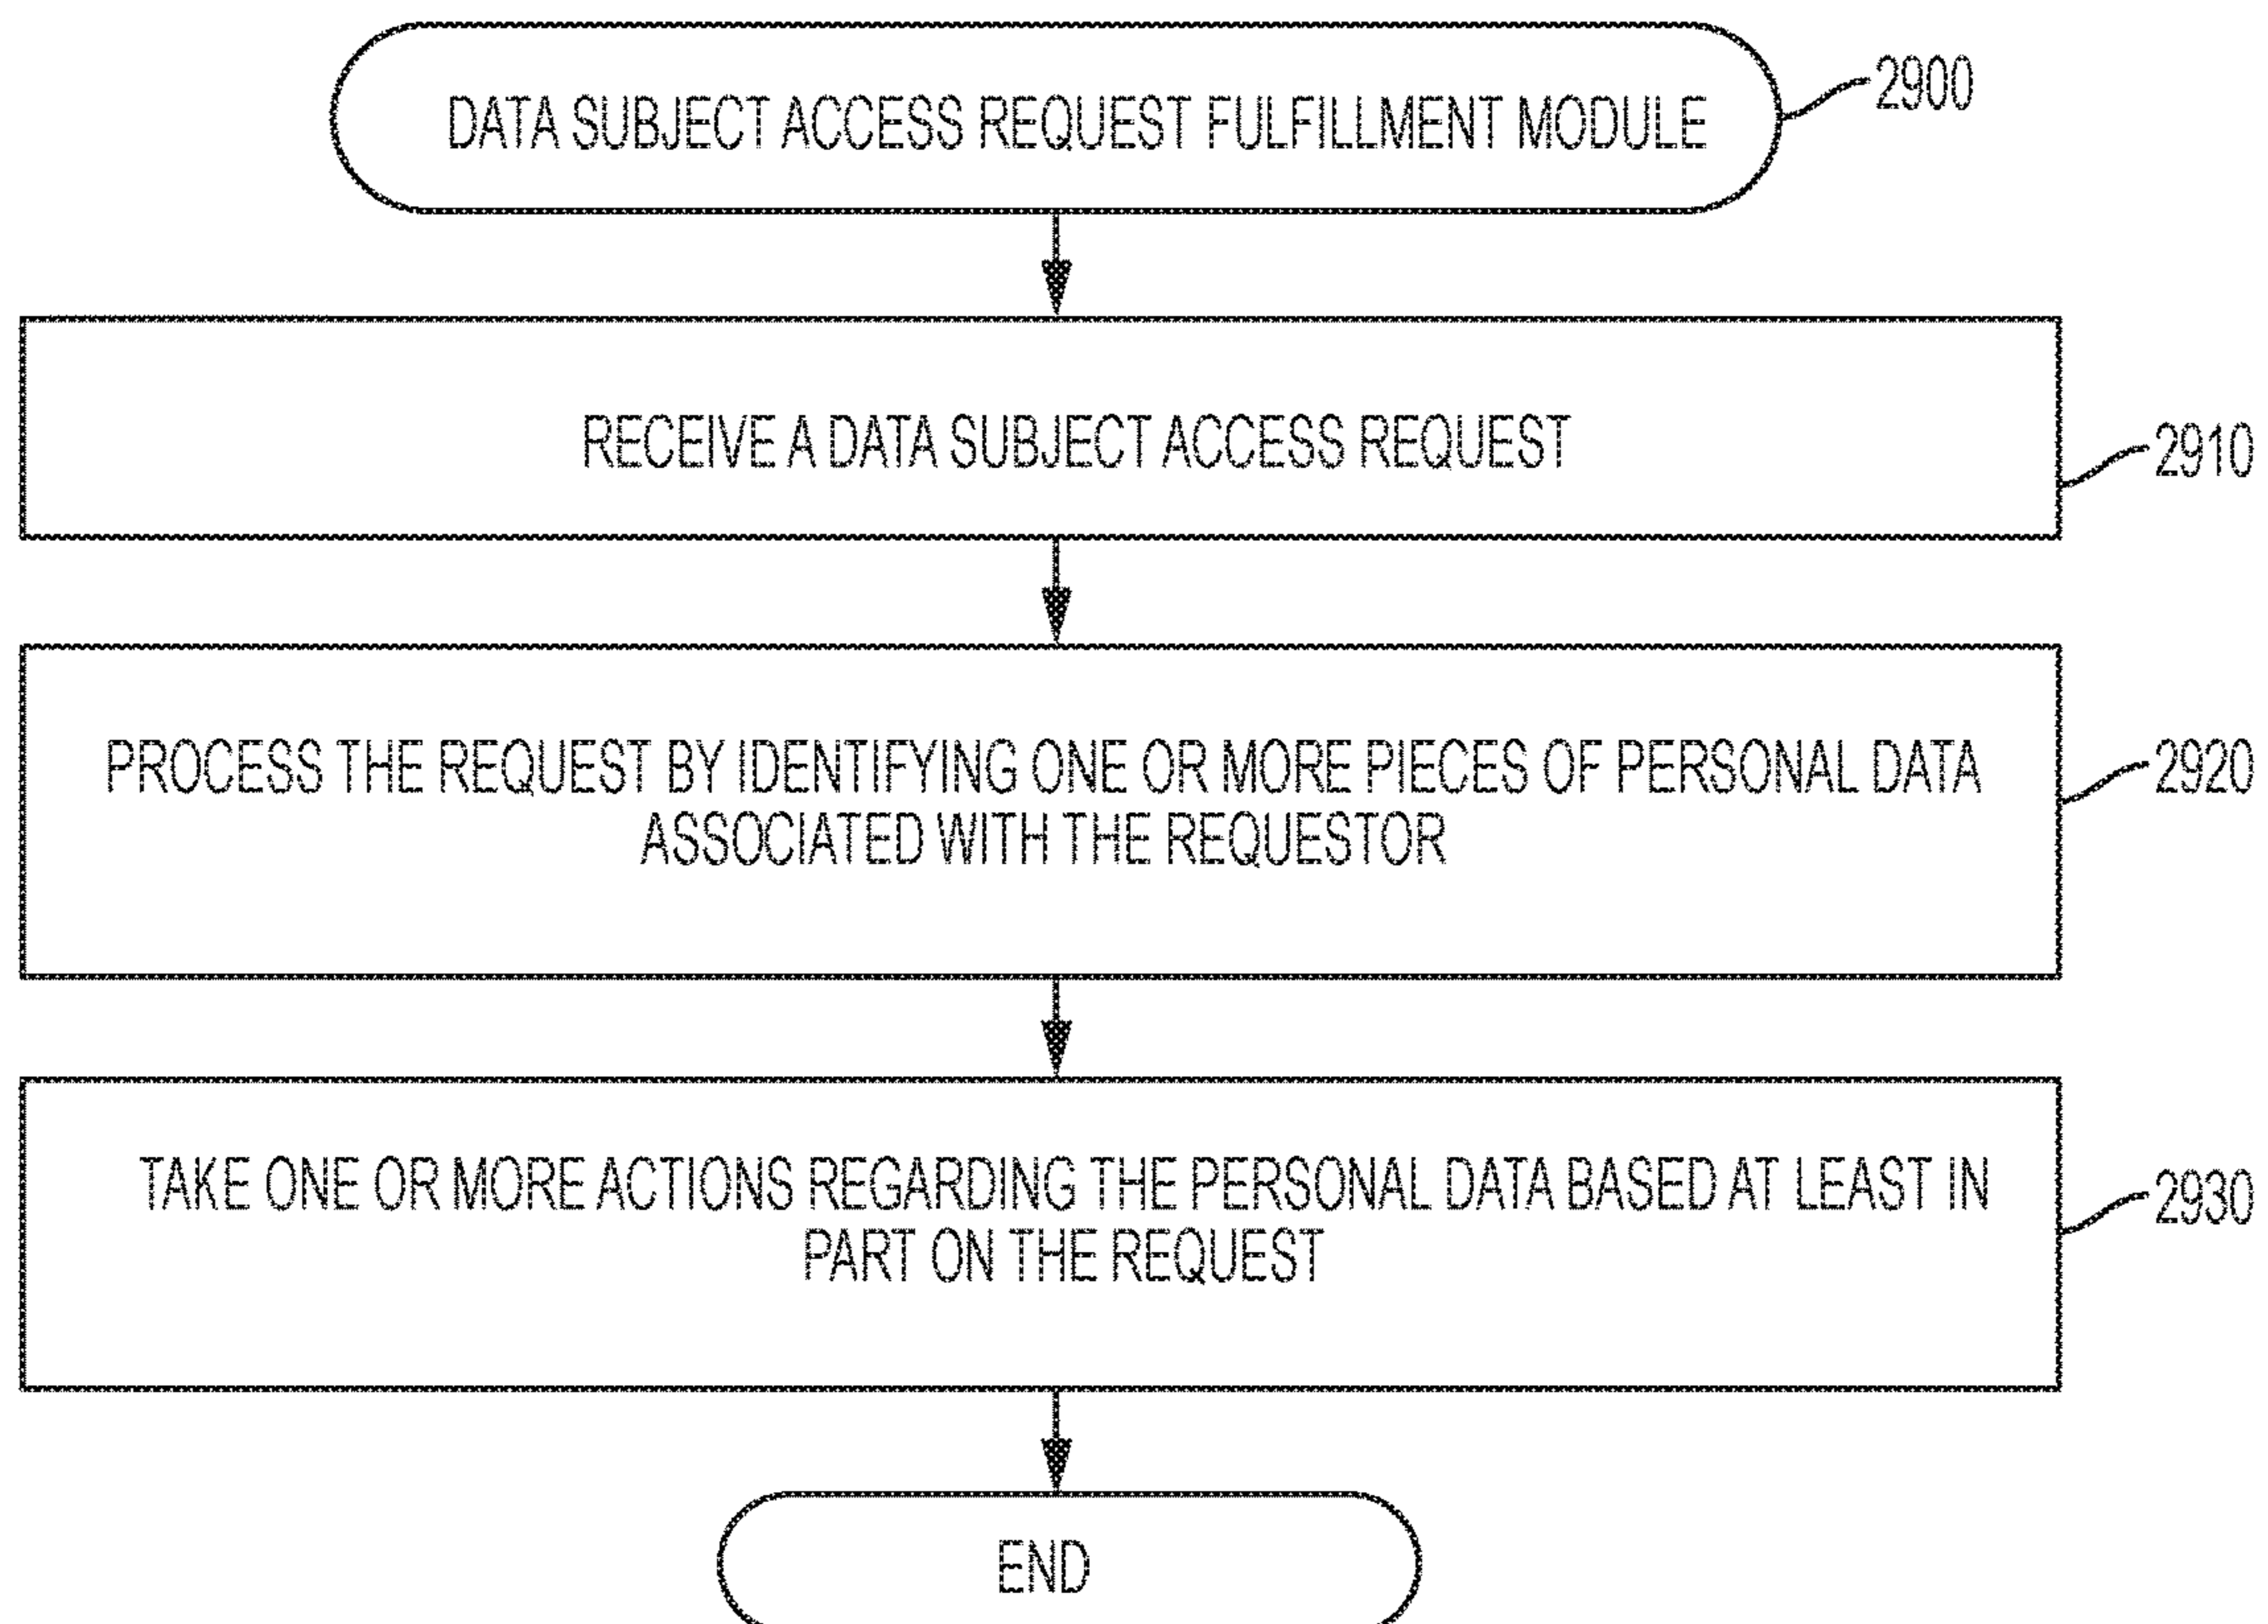 DATA SUBJECT ACCESS REQUEST FULFILLMENT MODULE
2900
RECEIVE A DATA SUBJECT ACCESS REQUEST
2910
PROCESS THE REQUEST BY IDENTIFYING ONE OR MORE PIECES OF PERSONAL DATA
ASSOCIATED WITH THE REQUESTOR
2920
TAKE ONE OR MORE ACTIONS REGARDING THE PERSONAL DATA BASED AT LEAST IN
PART ON THE REQUEST
2930
END